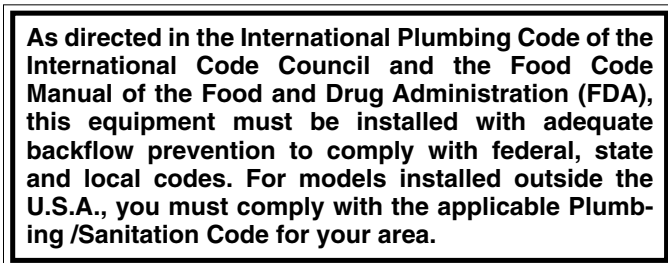 As directed in the International Plumbing Code of the
International Code Council and the Food Code
Manual of the Food and Drug Administration (FDA),
this equipment must be installed with adequate
backflow prevention to comply with federal, state
and local codes. For models installed outside the
U.S.A., you must comply with the applicable Plumb-
ing /Sanitation Code for your area.